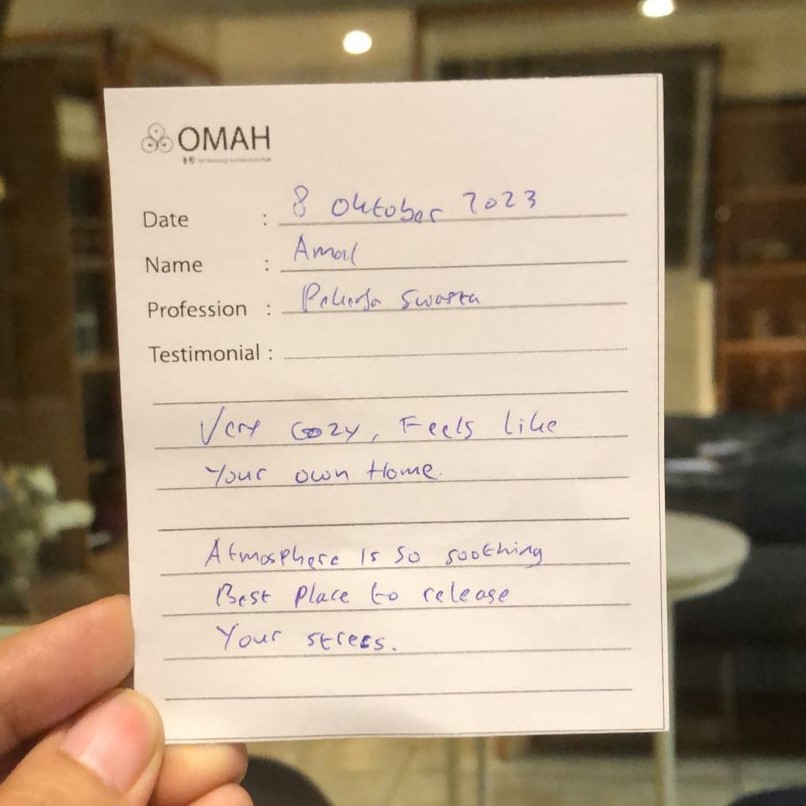 OMAH
Date : 8 Oktober 2023
Name : Amal
Profession : Pekerja Swasta
Testimonial :
Very cozy, Feels like
Your own Home.
Atmosphere Is so soothing
Best place to release
Your stress.